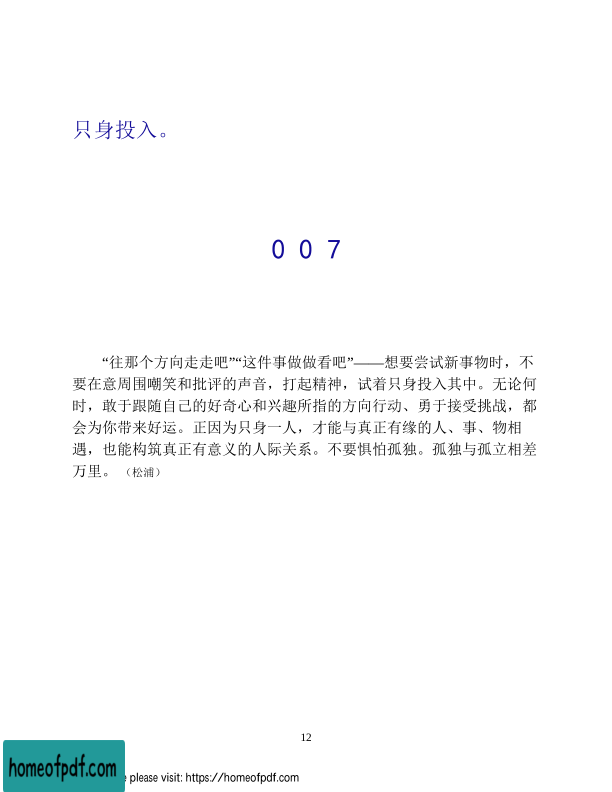 只身投入。
007
“往那个方向走走吧”“这件事做做看吧”——想要尝试新事物时，不
要在意周围嘲笑和批评的声音，打起精神，试着只身投入其中。无论何
时，敢于跟随自己的好奇心和兴趣所指的方向行动、勇于接受挑战，都
会为你带来好运。正因为只身一人，才能与真正有缘的人、事、物相
遇，也能构筑真正有意义的人际关系。不要惧怕孤独。孤独与孤立相差
万里。（松浦）
12
homeofpdf.com
e please visit: https://homeofpdf.com